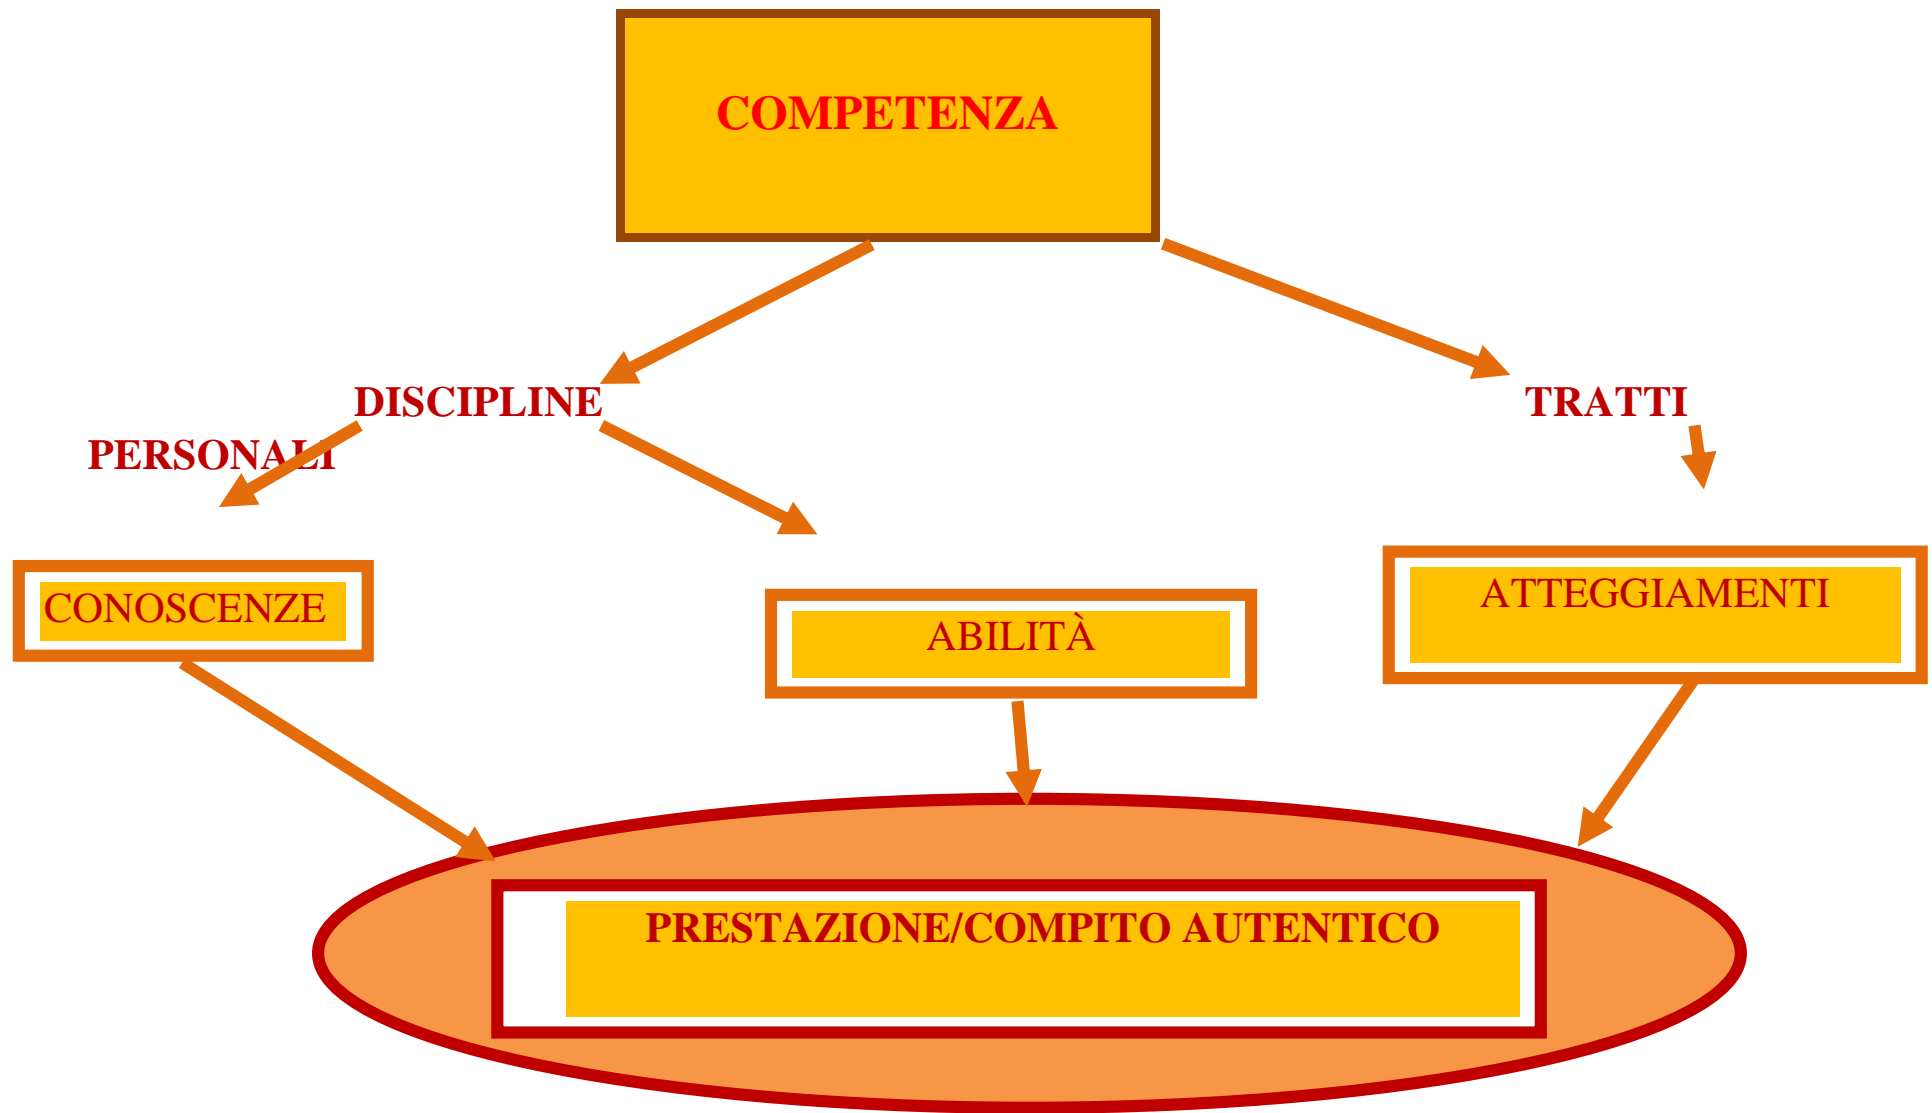 COMPETENZA
DISCIPLINE TRATTI
PERSONALI
CONOSCENZE
ABILITÀ
ATTEGGIAMENTI
PRESTAZIONE/COMPITO AUTENTICO